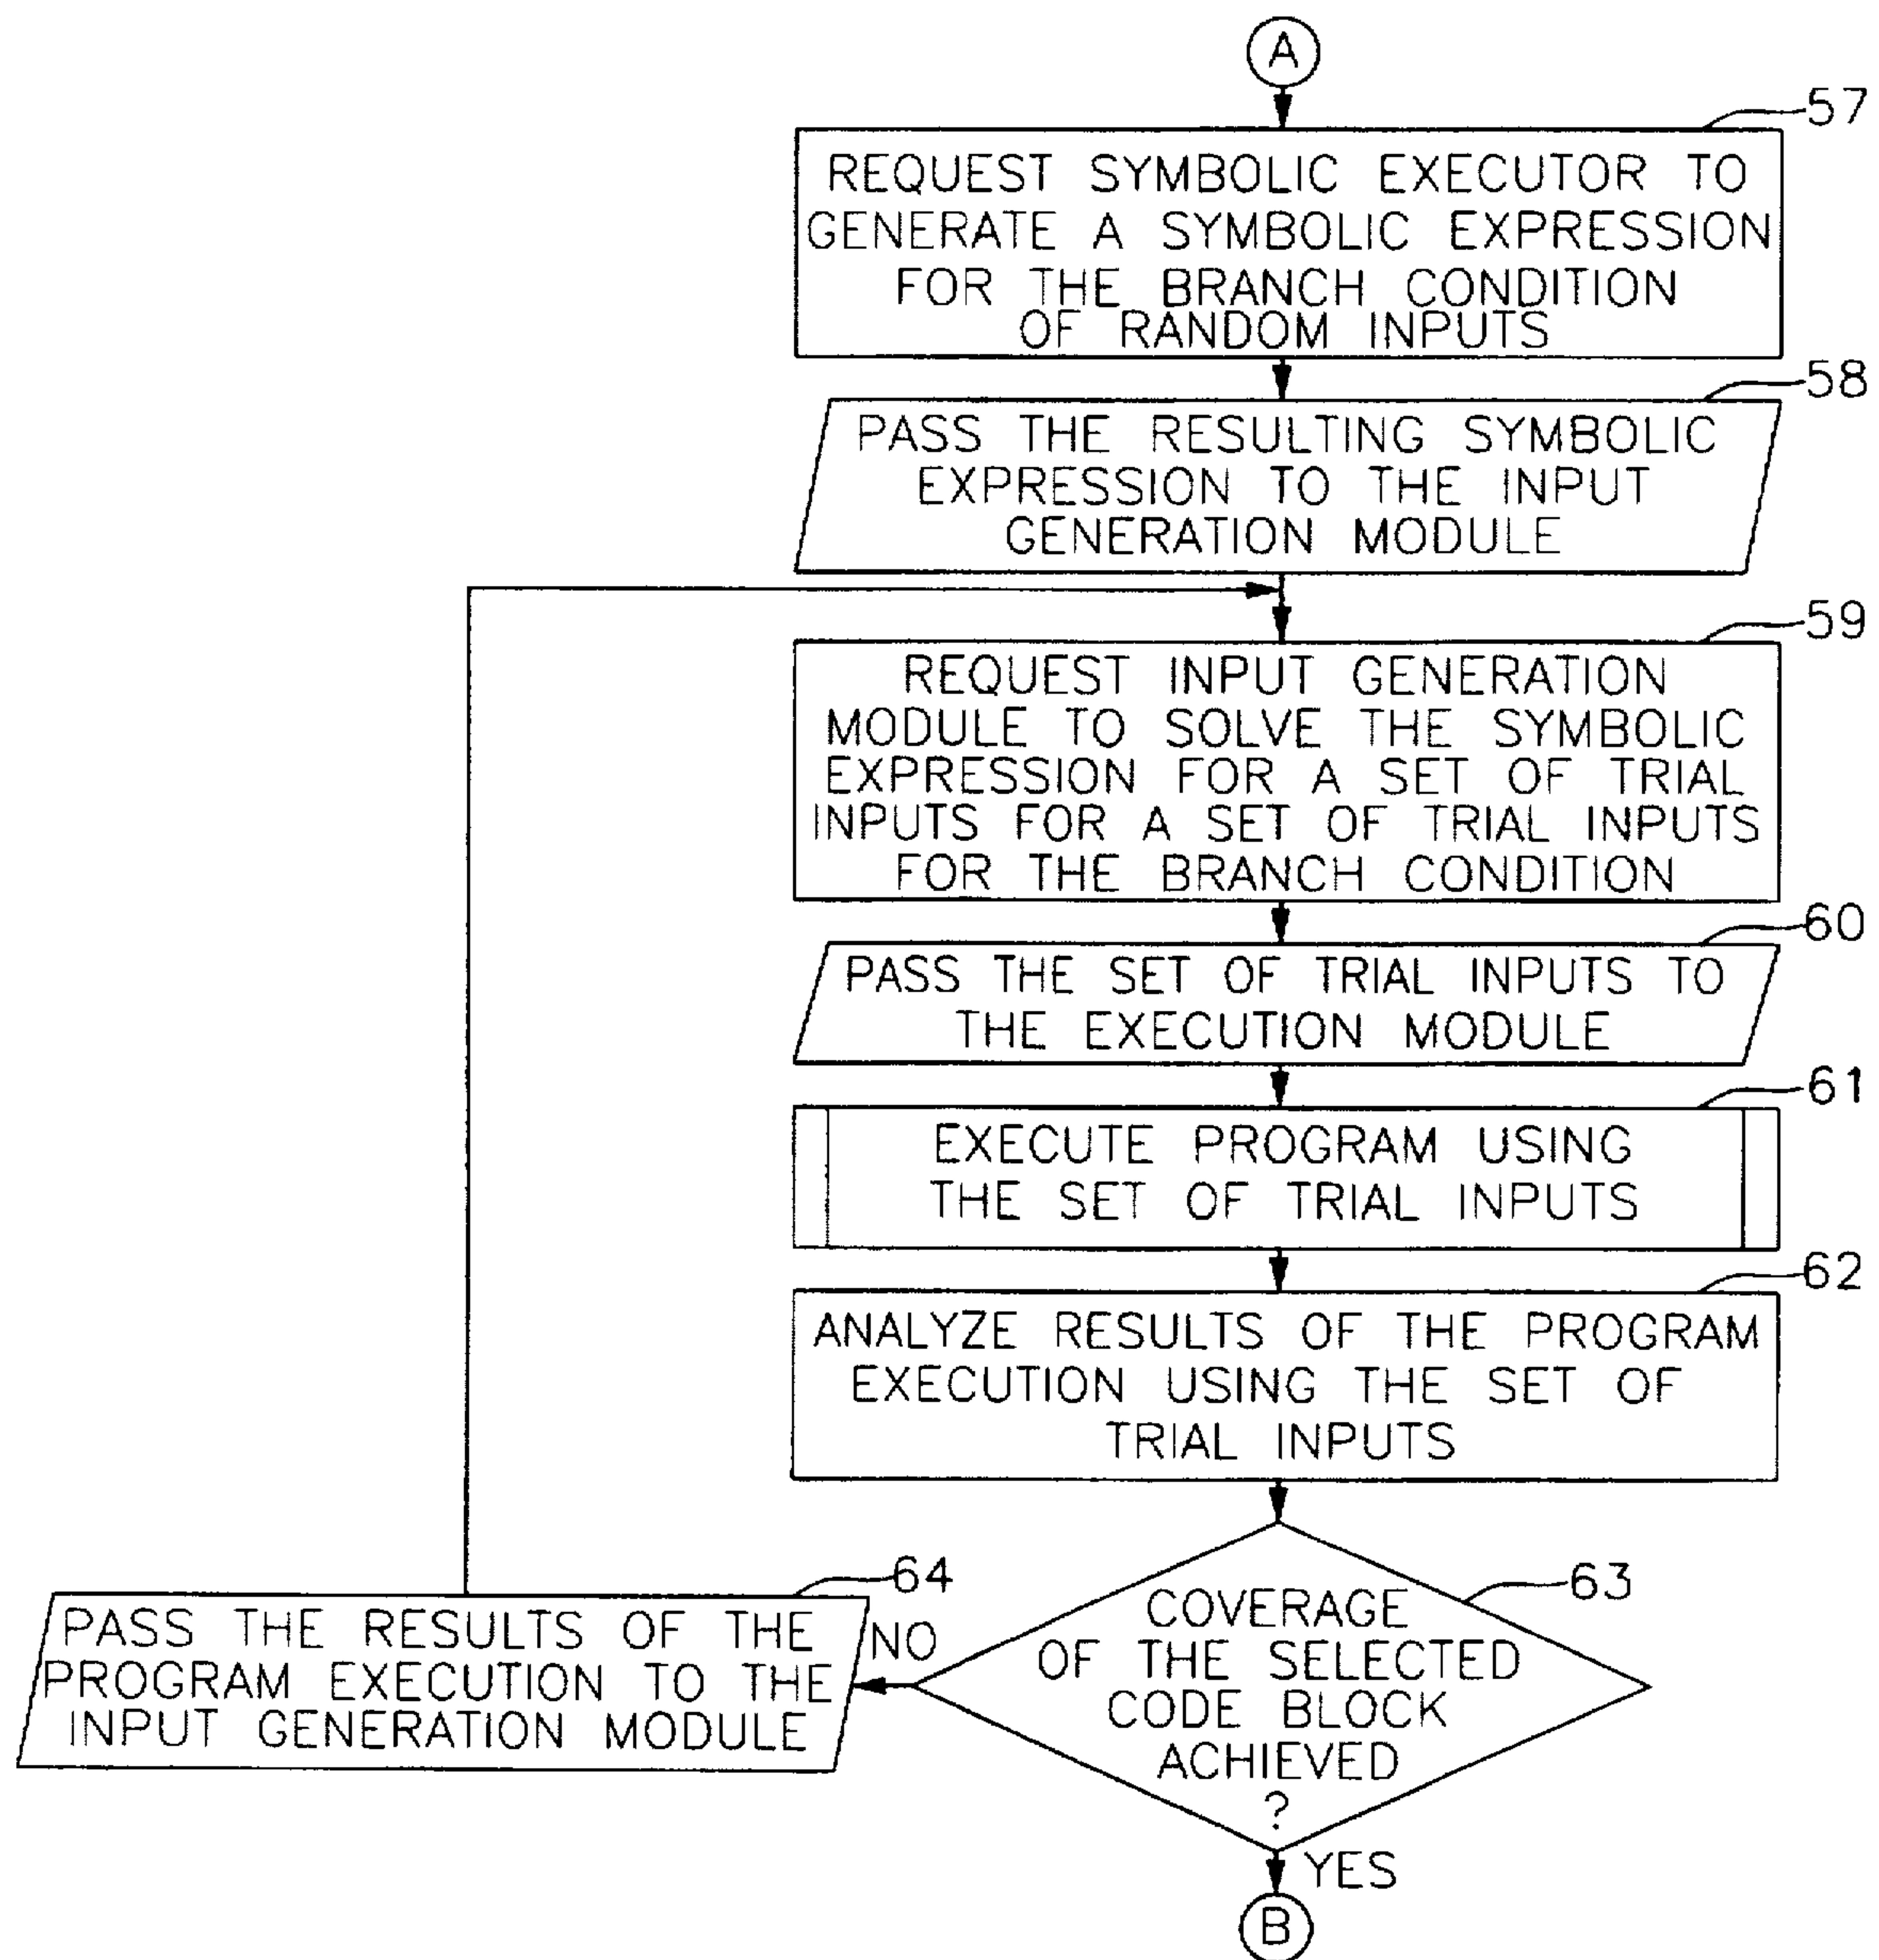 A
57
REQUEST SYMBOLIC EXECUTOR TO
GENERATE A SYMBOLIC EXPRESSION
FOR THE BRANCH CONDITION
OF RANDOM INPUTS
58
PASS THE RESULTING SYMBOLIC
EXPRESSION TO THE INPUT
GENERATION MODULE
59
REQUEST INPUT GENERATION
MODULE TO SOLVE THE SYMBOLIC
EXPRESSION FOR A SET OF TRIAL
INPUTS FOR A SET OF TRIAL INPUTS
FOR THE BRANCH CONDITION
60
PASS THE SET OF TRIAL INPUTS TO
THE EXECUTION MODULE
61
EXECUTE PROGRAM USING
THE SET OF TRIAL INPUTS
62
ANALYZE RESULTS OF THE PROGRAM
EXECUTION USING THE SET OF
TRIAL INPUTS
63
COVERAGE
OF THE SELECTED
CODE BLOCK
ACHIEVED
?
NO
64
PASS THE RESULTS OF THE
PROGRAM EXECUTION TO THE
INPUT GENERATION MODULE
YES
B